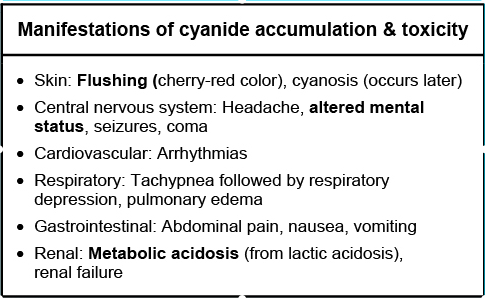 Manifestations of cyanide accumulation & toxicity
• Skin: Flushing (cherry-red color), cyanosis (occurs later)
• Central nervous system: Headache, altered mental
status, seizures, coma
• Cardiovascular: Arrhythmias
• Respiratory: Tachypnea followed by respiratory
depression, pulmonary edema
• Gastrointestinal: Abdominal pain, nausea, vomiting
• Renal: Metabolic acidosis (from lactic acidosis),
renal failure